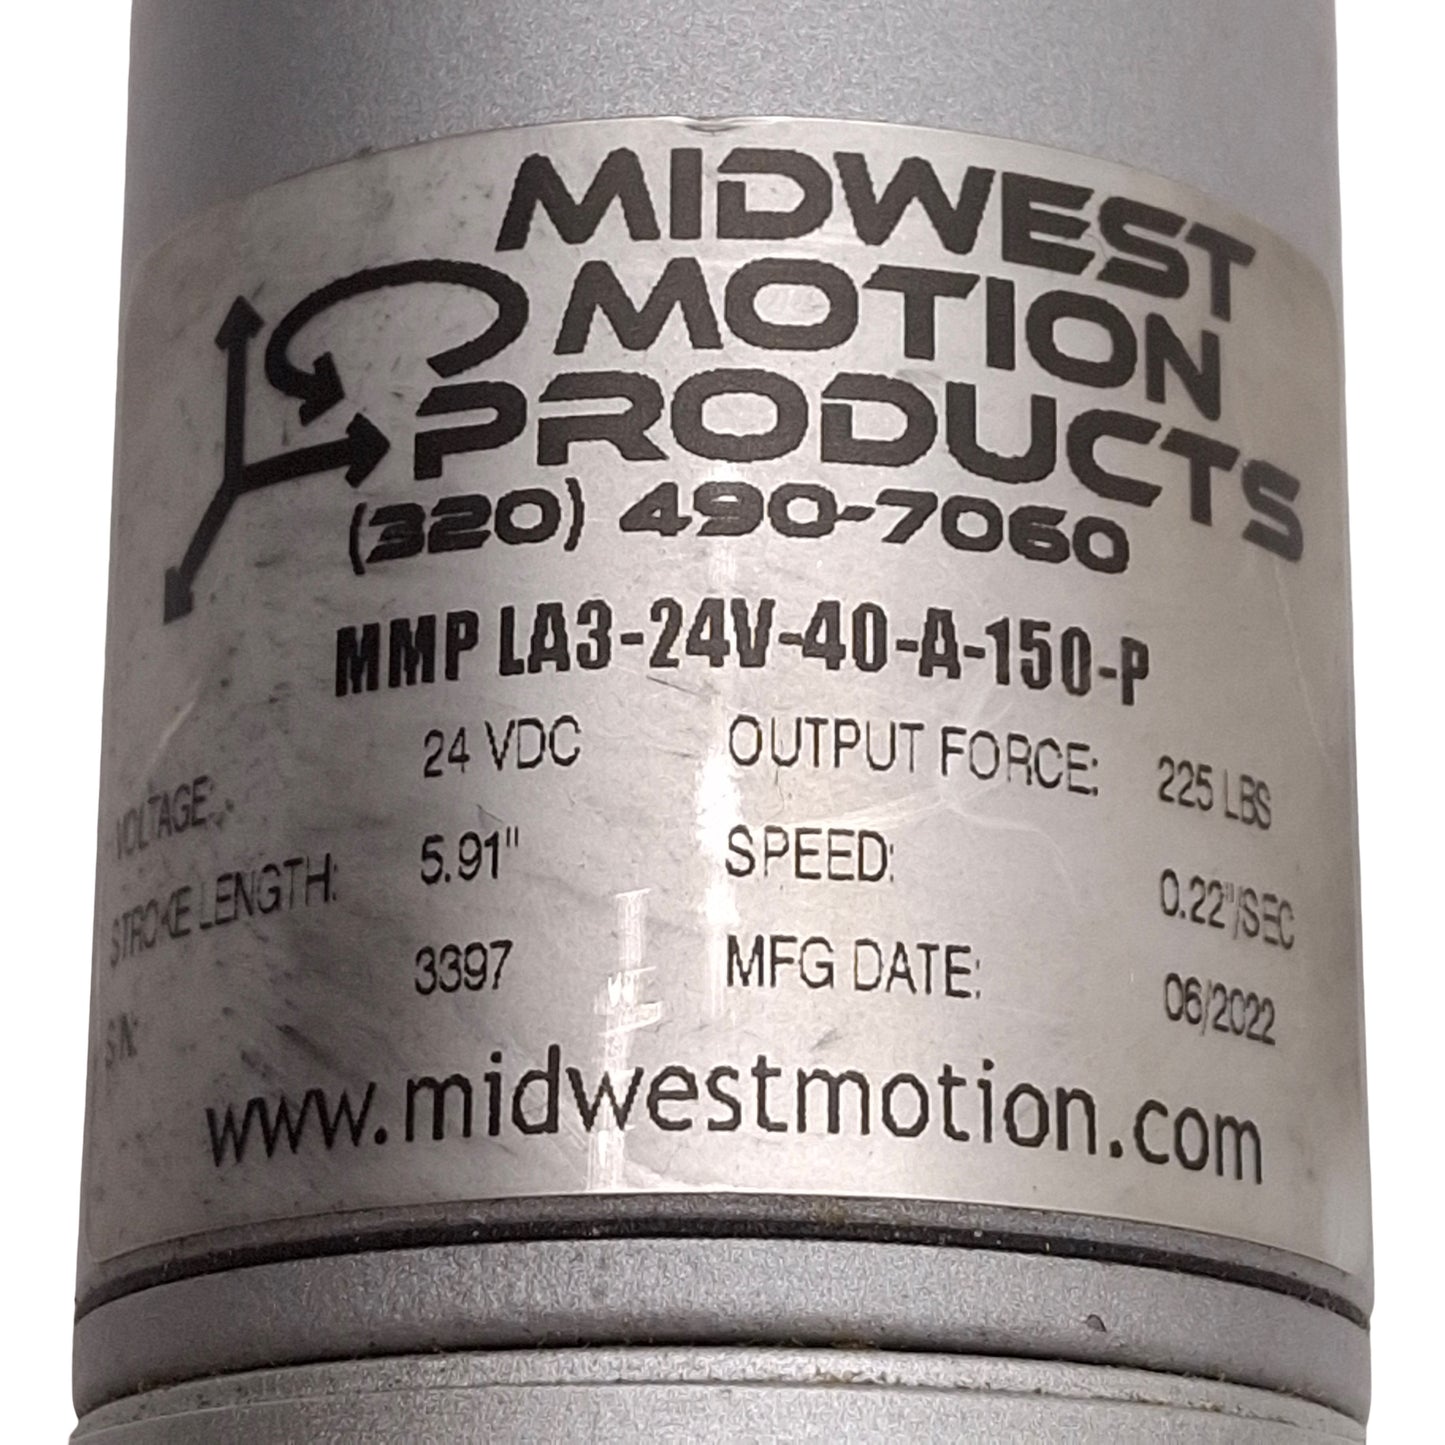 MIDWEST
MOTION
PRODUCTS
(320) 490-7060
MMP LA3-24V-40-A-150-P
VOLTAGE: 24 VDC OUTPUT FORCE: 225 LBS
STROKE LENGTH: 5.91" SPEED: 0.22"/SEC
S/N: 3397 MFG DATE: 06/2022
www.midwestmotion.com